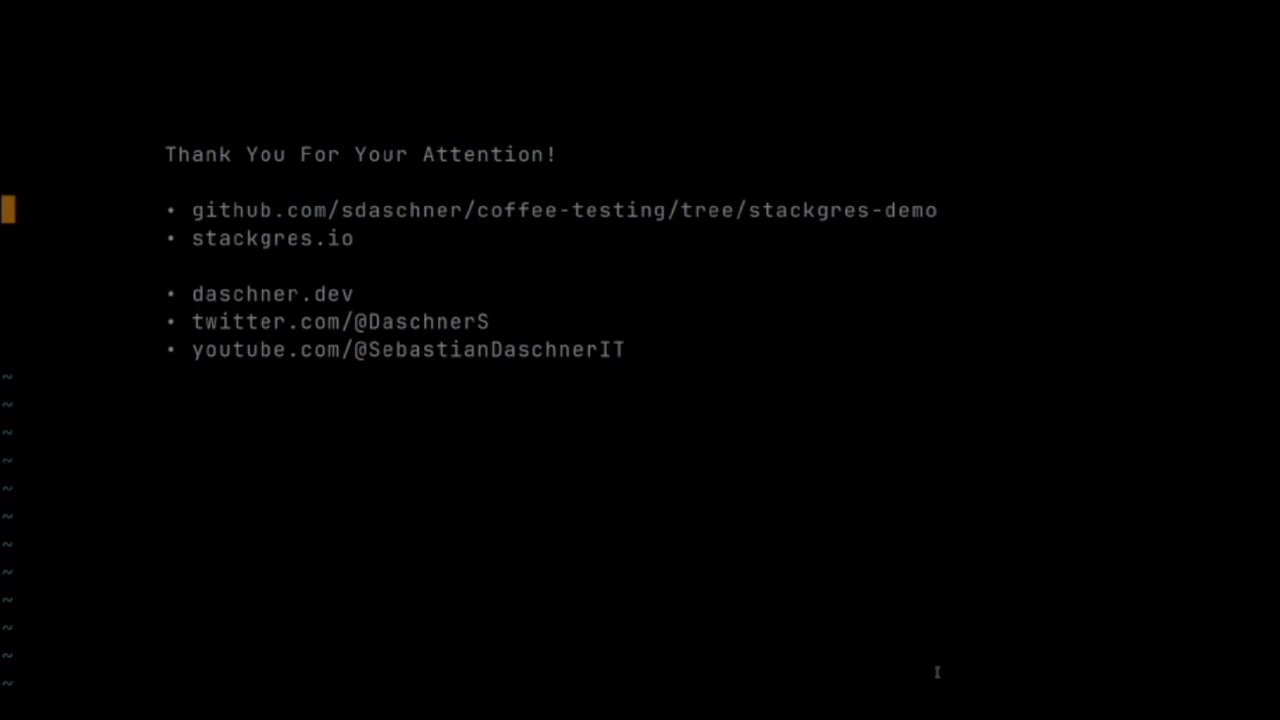 Thank You For Your Attention!
• github.com/sdaschner/coffee-testing/tree/stackgres-demo
• stackgres.io
• daschner.dev
• twitter.com/@DaschnerS
• youtube.com/@SebastianDaschnerIT
~
~
~
~
~
~
~
~
~
~
~
~